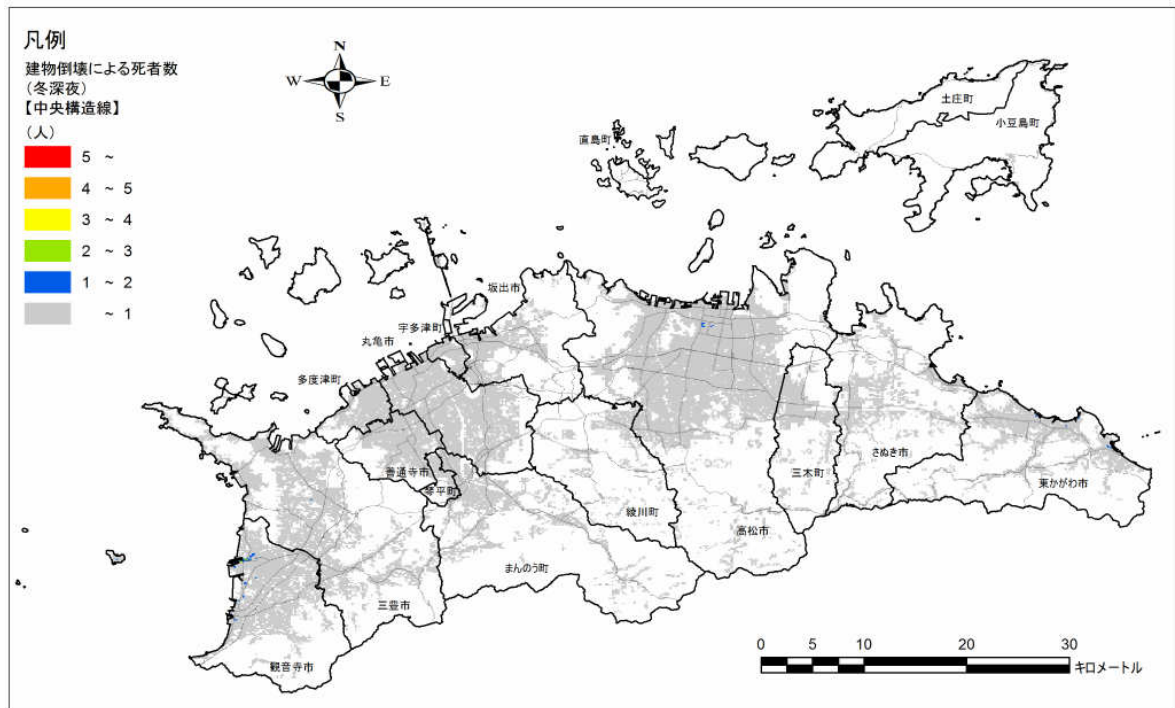 凡例
建物倒壊による死者数
(冬深夜)
【中央構造線】
(人)
5 ~
4 ~ 5
3 ~ 4
2 ~ 3
1 ~ 2
~ 1
N
W E
S
土庄町
小豆島町
直島町
坂出市
宇多津町
丸亀市
多度津町
善通寺市
琴平町
三木町
さぬき市
東かがわ市
綾川町
高松市
まんのう町
三豊市
観音寺市
0 5 10 20 30
キロメートル